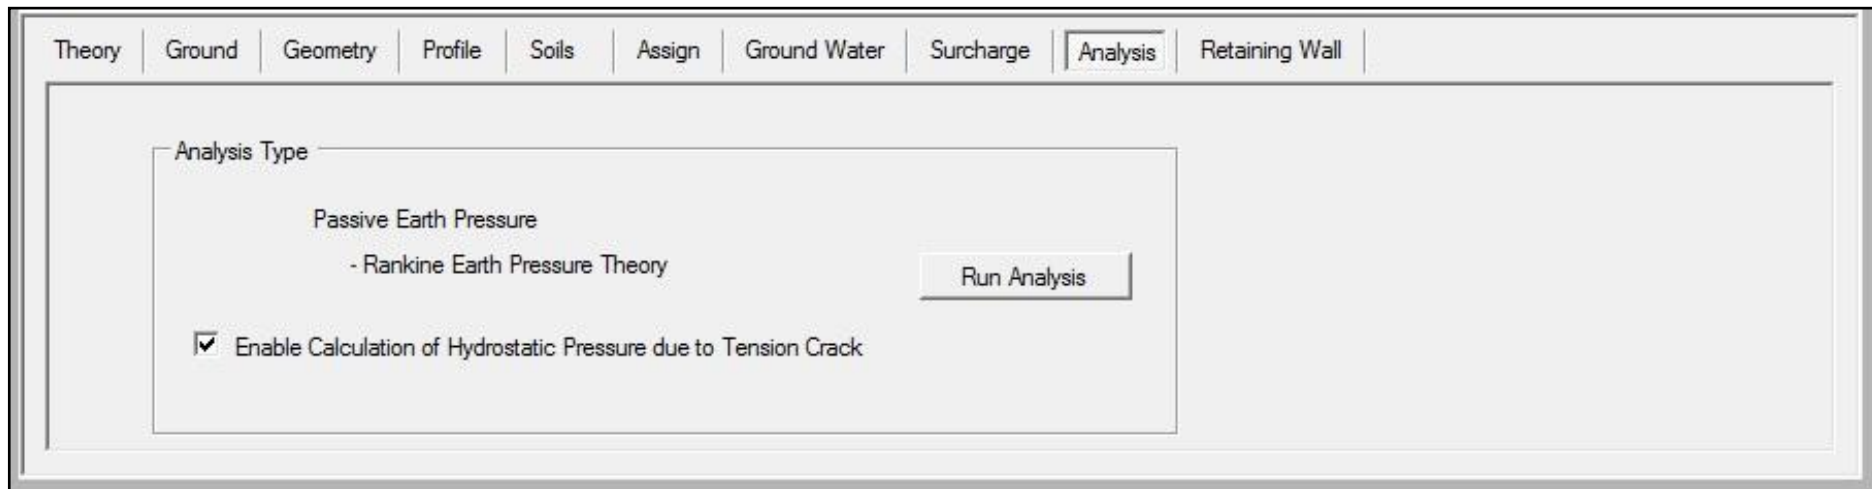 Theory Ground Geometry Profile Soils Assign Ground Water Surcharge Analysis Retaining Wall
Analysis Type
Passive Earth Pressure
- Rankine Earth Pressure Theory
Run Analysis
Enable Calculation of Hydrostatic Pressure due to Tension Crack